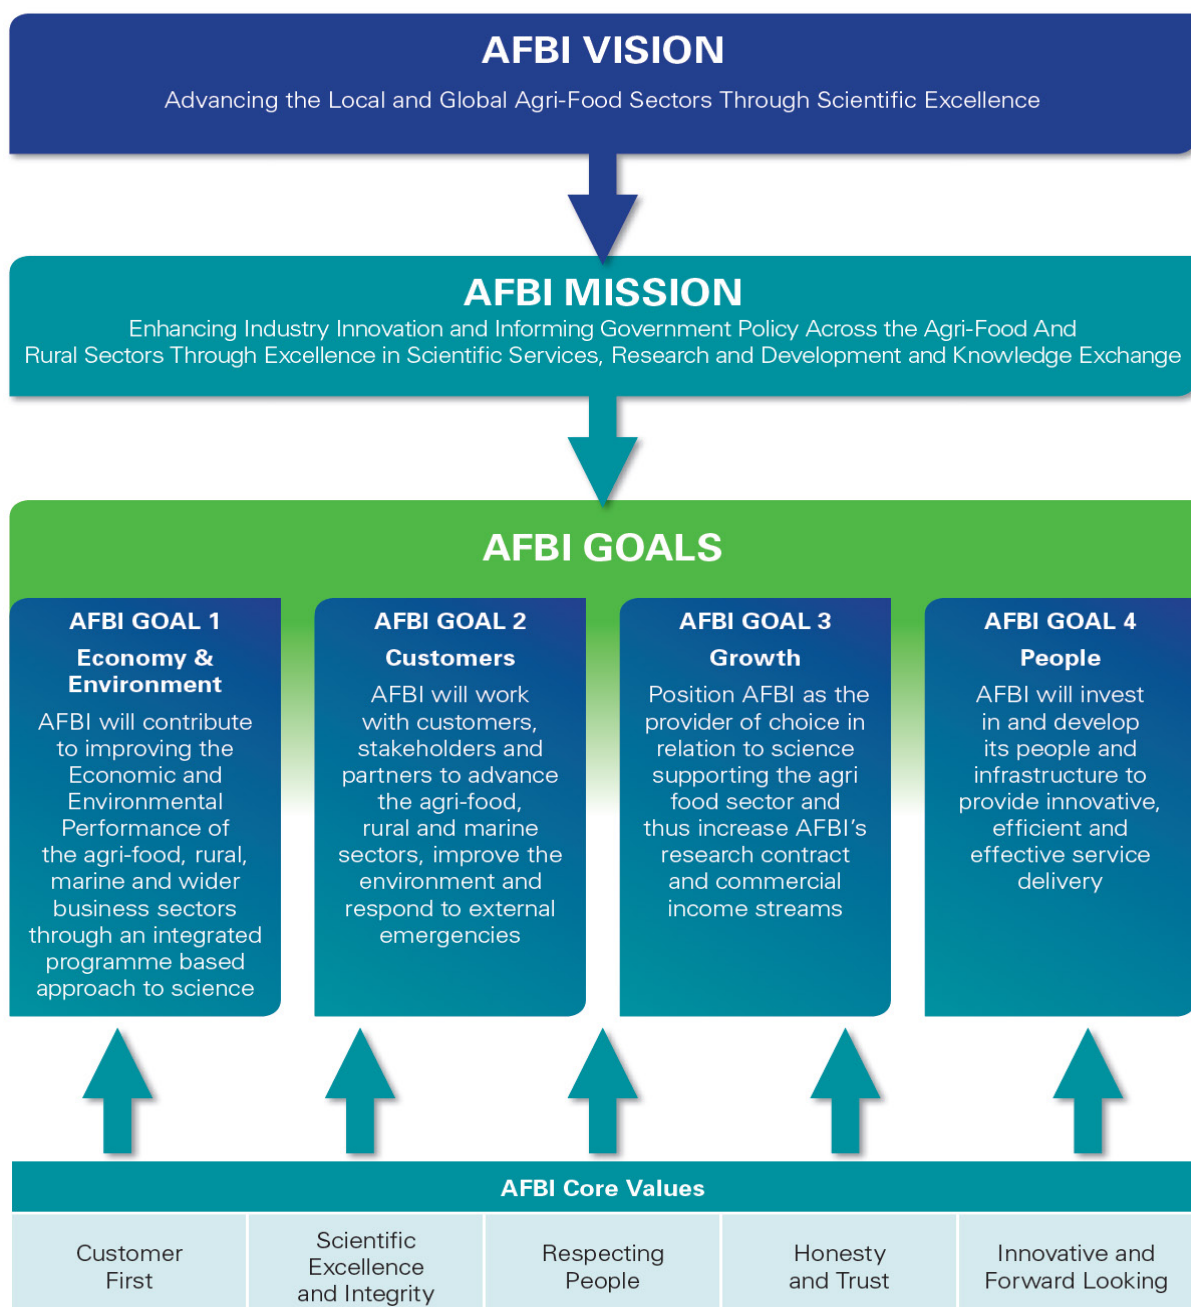 AFBI VISION
Advancing the Local and Global Agri-Food Sectors Through Scientific Excellence
AFBI MISSION
Enhancing Industry Innovation and Informing Government Policy Across the Agri-Food And
Rural Sectors Through Excellence in Scientific Services, Research and Development and Knowledge Exchange
AFBI GOALS
AFBI GOAL 1
Economy &
Environment
AFBI will contribute
to improving the
Economic and
Environmental
Performance of
the agri-food, rural,
marine and wider
business sectors
through an integrated
programme based
approach to science
AFBI GOAL 2
Customers
AFBI will work
with customers,
stakeholders and
partners to advance
the agri-food,
rural and marine
sectors, improve the
environment and
respond to external
emergencies
AFBI GOAL 3
Growth
Position AFBI as the
provider of choice in
relation to science
supporting the agri
food sector and
thus increase AFBI’s
research contract
and commercial
income streams
AFBI GOAL 4
People
AFBI will invest
in and develop
its people and
infrastructure to
provide innovative,
efficient and
effective service
delivery
AFBI Core Values
Customer
First
Scientific
Excellence
and Integrity
Respecting
People
Honesty
and Trust
Innovative and
Forward Looking